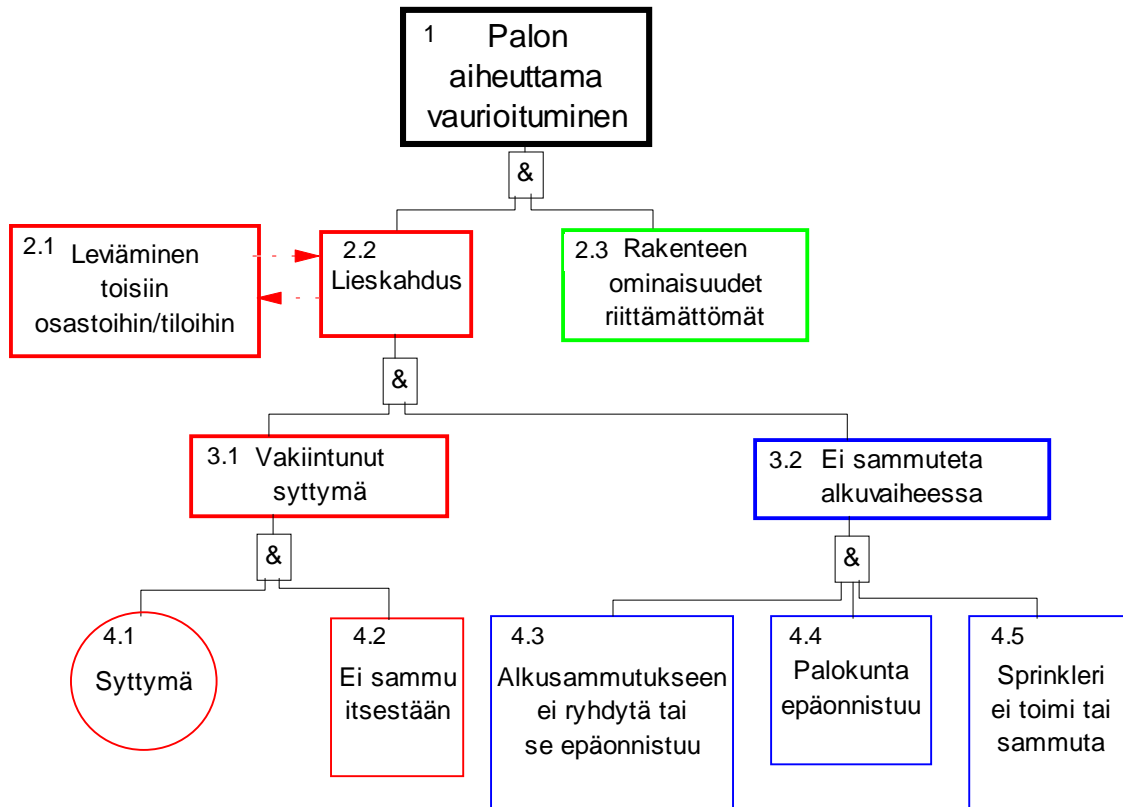 1 Palon
aiheuttama
vaurioituminen
&
2.1 Leviäminen
toisiin
osastoihin/tiloihin
2.2
Lieskahdus
2.3 Rakenteen
ominaisuudet
riittämättömät
&
3.1 Vakiintunut
syttymä
3.2 Ei sammuteta
alkuvaiheessa
&
&
4.1
Syttymä
4.2
Ei sammu
itsestään
4.3
Alkusammutukseen
ei ryhdytä tai
se epäonnistuu
4.4
Palokunta
epäonnistuu
4.5
Sprinkleri
ei toimi tai
sammuta